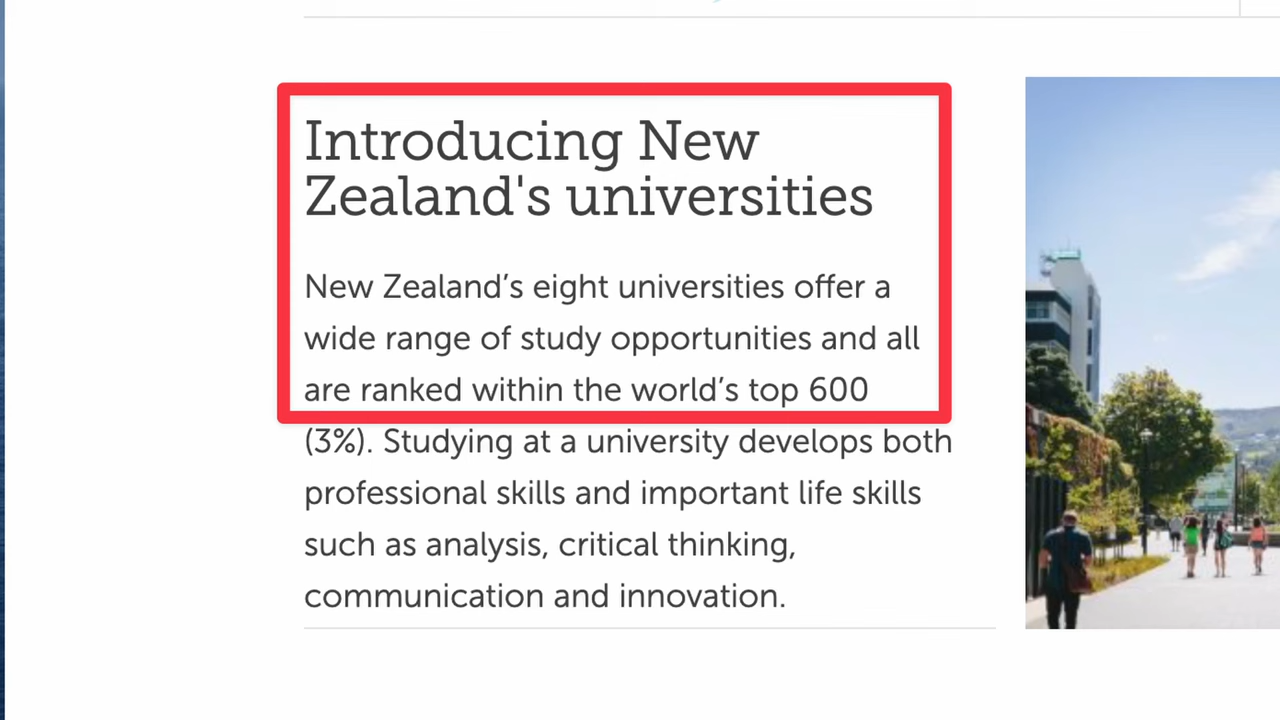 Introducing New
Zealand's universities
New Zealand’s eight universities offer a
wide range of study opportunities and all
are ranked within the world’s top 600
(3%). Studying at a university develops both
professional skills and important life skills
such as analysis, critical thinking,
communication and innovation.